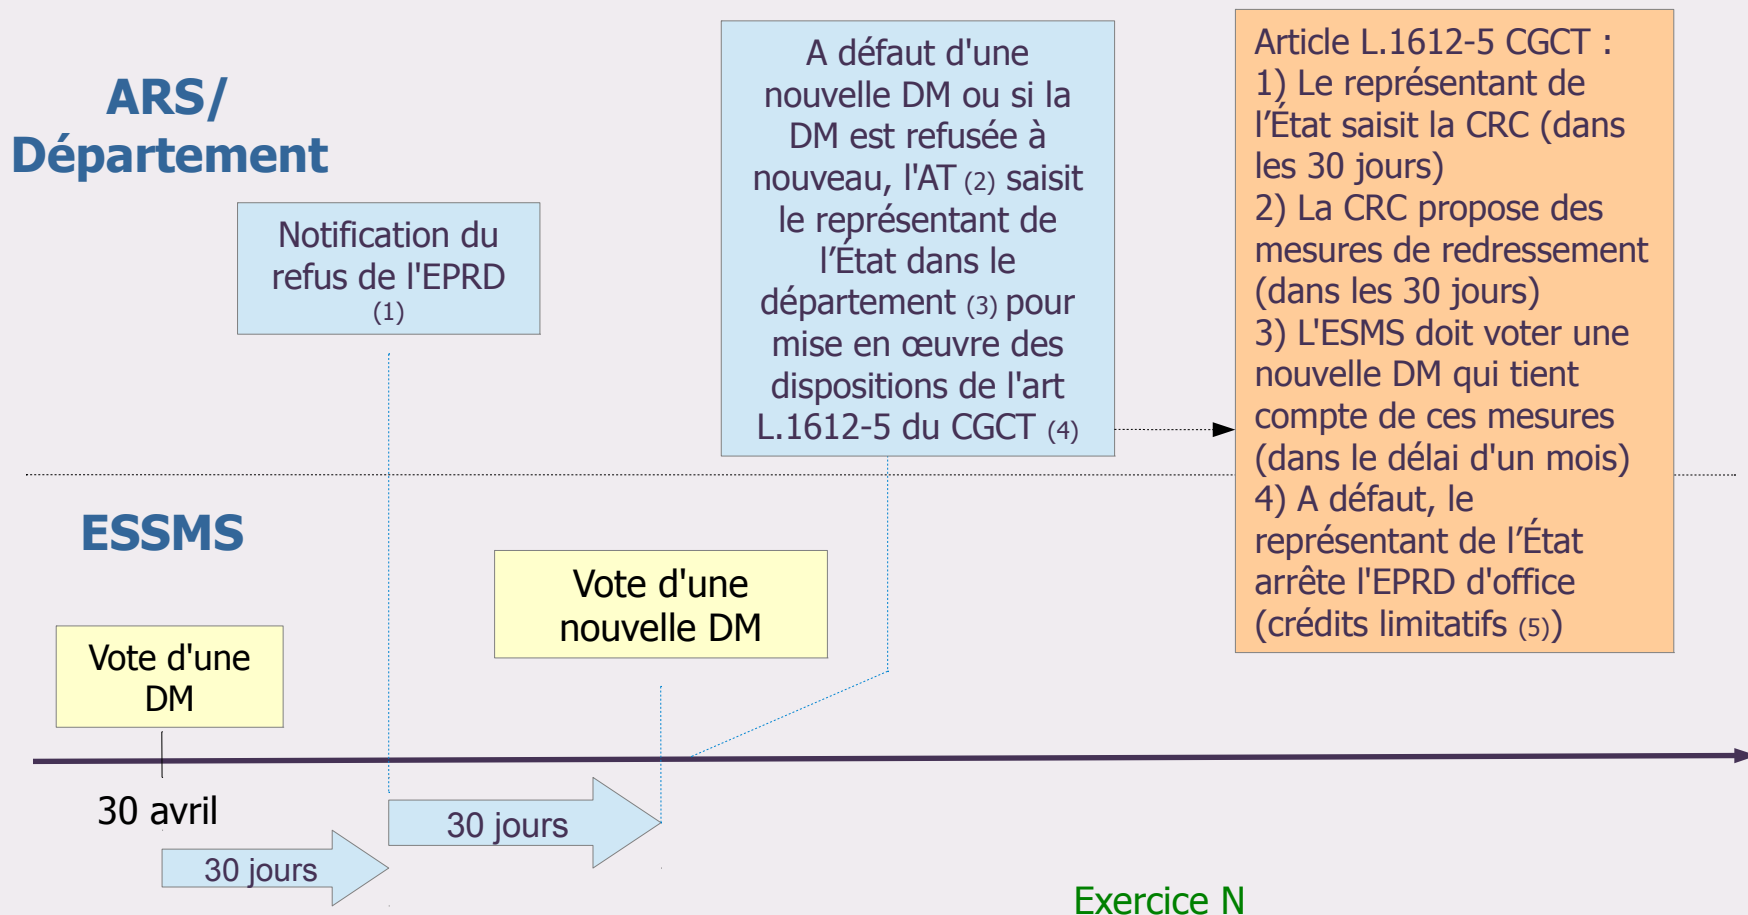 ARS/
Département
Notification du
refus de l'EPRD
(1)
A défaut d'une
nouvelle DM ou si la
DM est refusée à
nouveau, l'AT (2) saisit
le représentant de
l’État dans le
département (3) pour
mise en œuvre des
dispositions de l'art
L.1612-5 du CGCT (4)
Article L.1612-5 CGCT :
1) Le représentant de
l’État saisit la CRC (dans
les 30 jours)
2) La CRC propose des
mesures de redressement
(dans les 30 jours)
3) L'ESMS doit voter une
nouvelle DM qui tient
compte de ces mesures
(dans le délai d'un mois)
4) A défaut, le
représentant de l’État
arrête l'EPRD d'office
(crédits limitatifs (5))
ESSMS
Vote d'une
DM
Vote d'une
nouvelle DM
30 avril
30 jours
30 jours
Exercice N